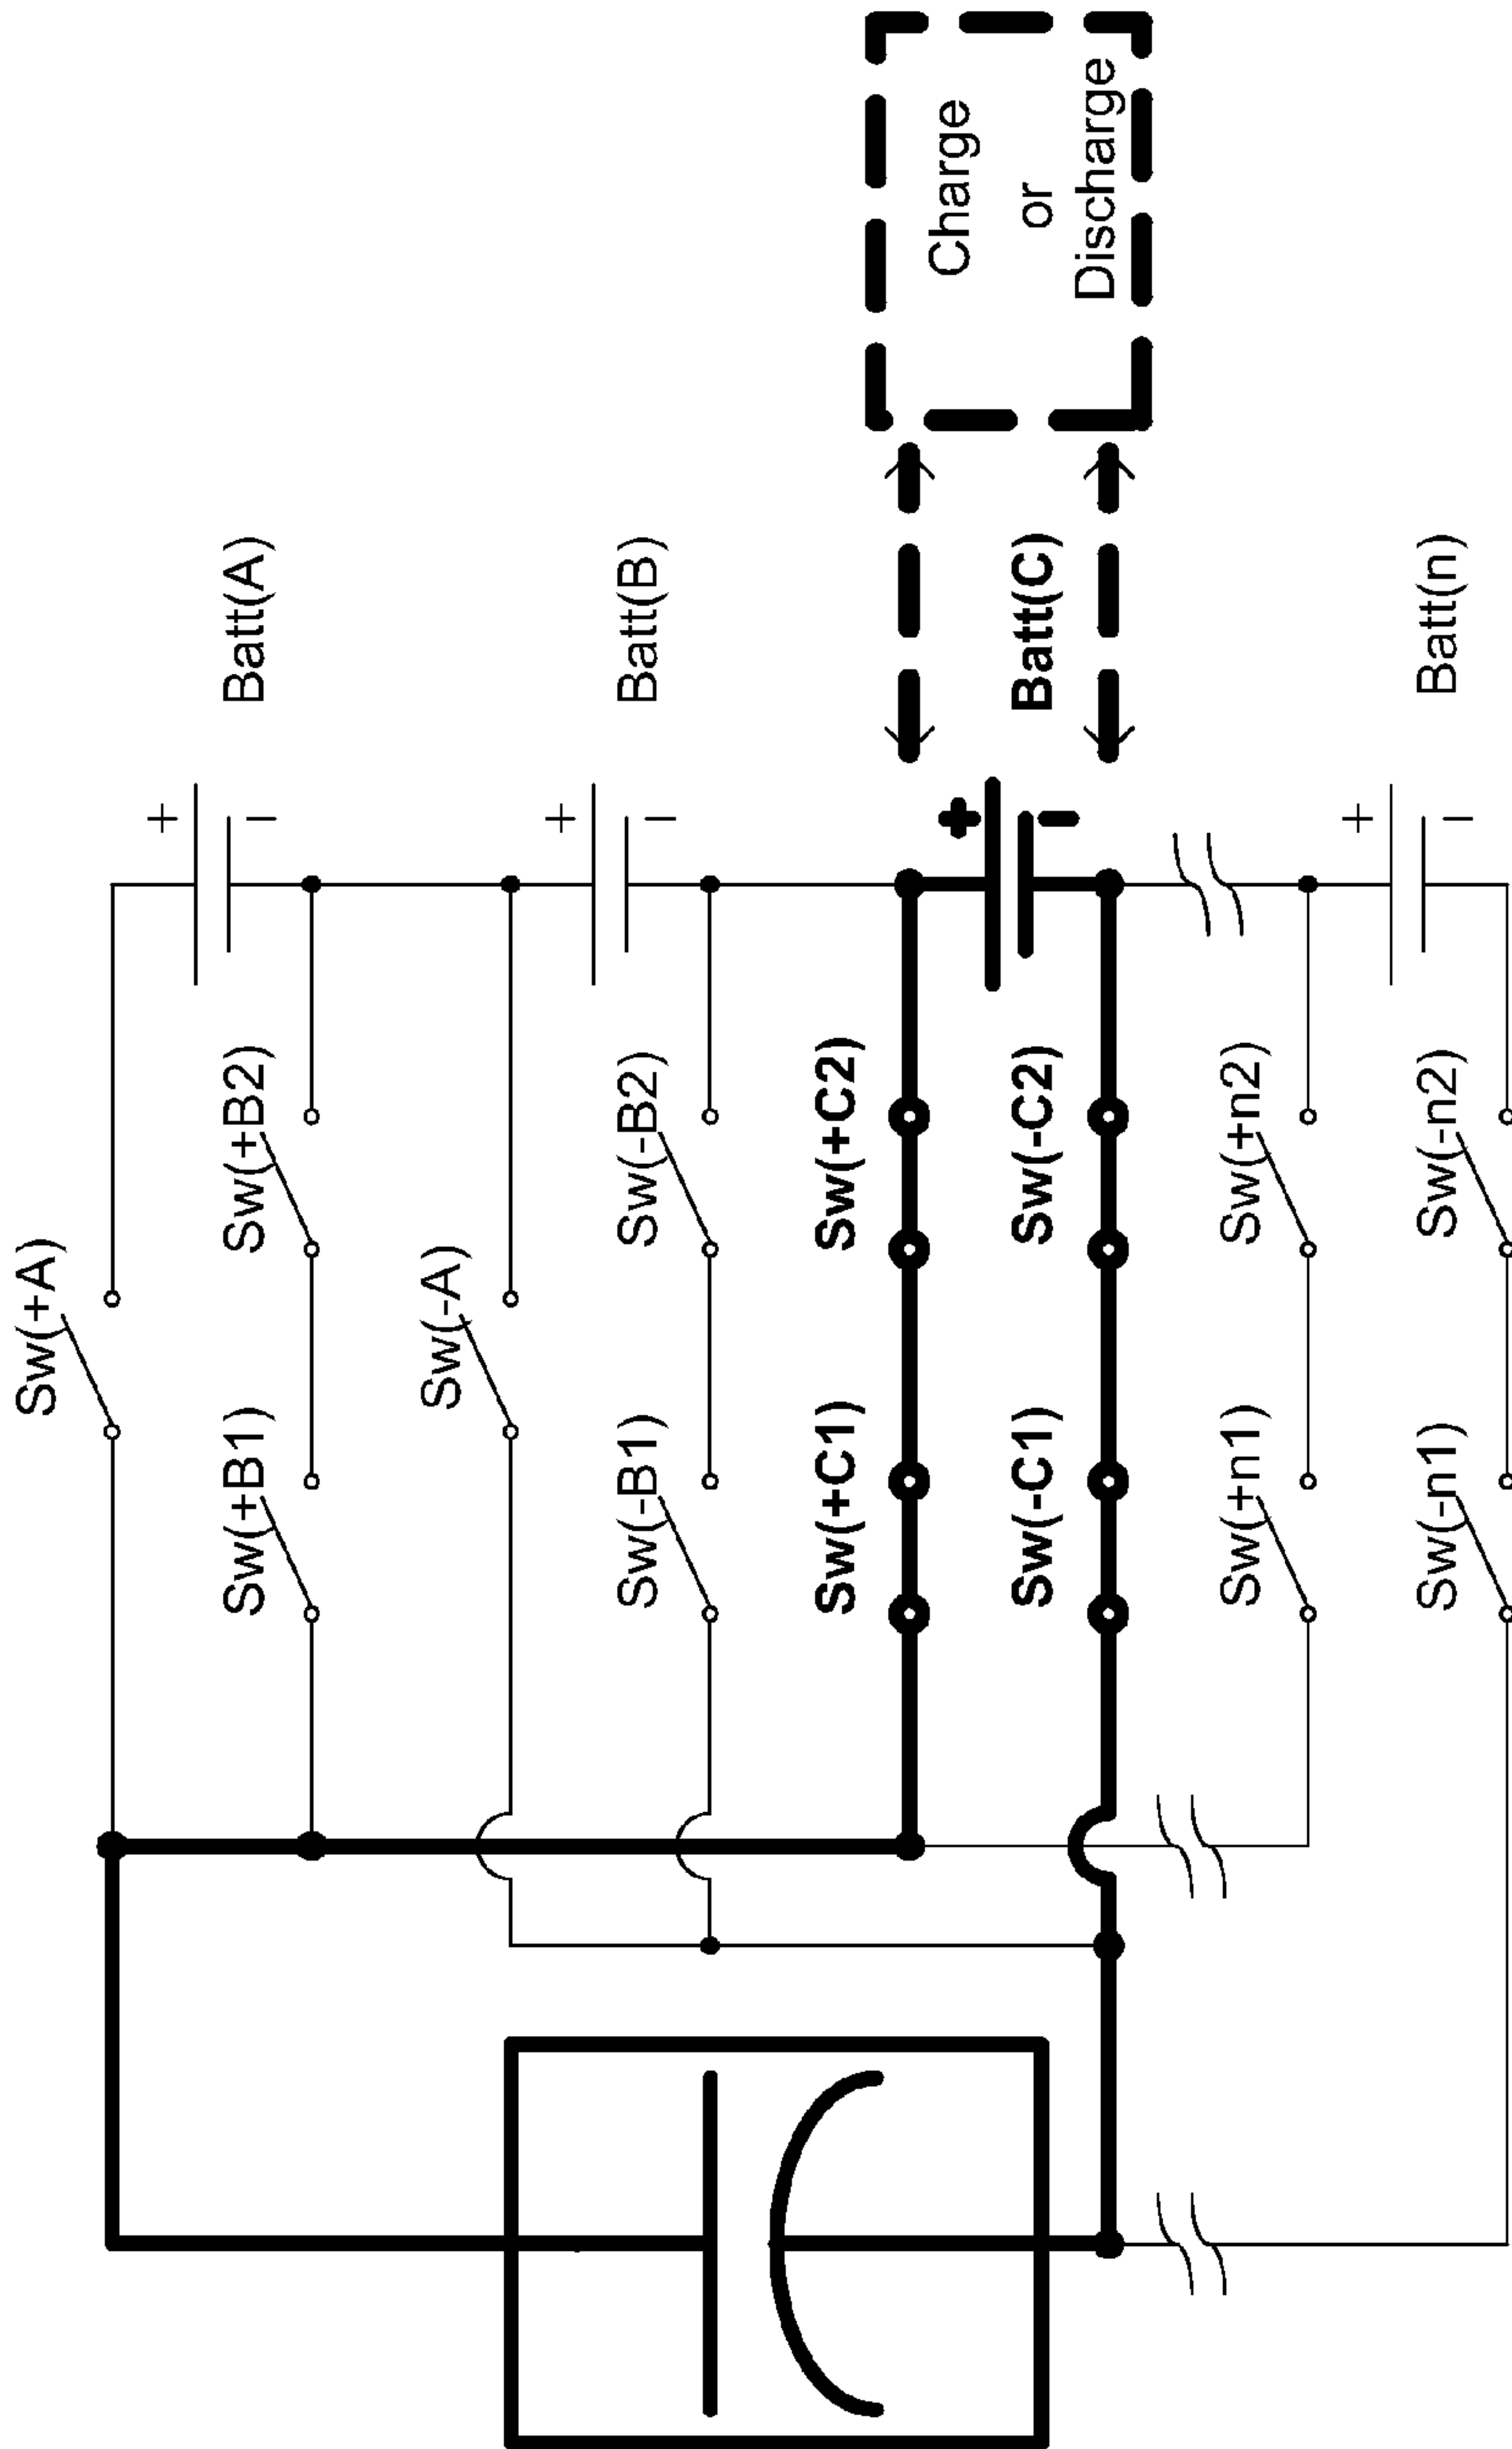 Charge
or
Discharge
Batt(A)
Batt(B)
Batt(C)
Batt(n)
+
−
+
−
+
−
+
−
Sw(+A)
Sw(+B2)
Sw(+B1)
Sw(-A)
Sw(-B2)
Sw(-B1)
Sw(+C2)
Sw(+C1)
Sw(-C2)
Sw(-C1)
Sw(+n2)
Sw(+n1)
Sw(-n2)
Sw(-n1)